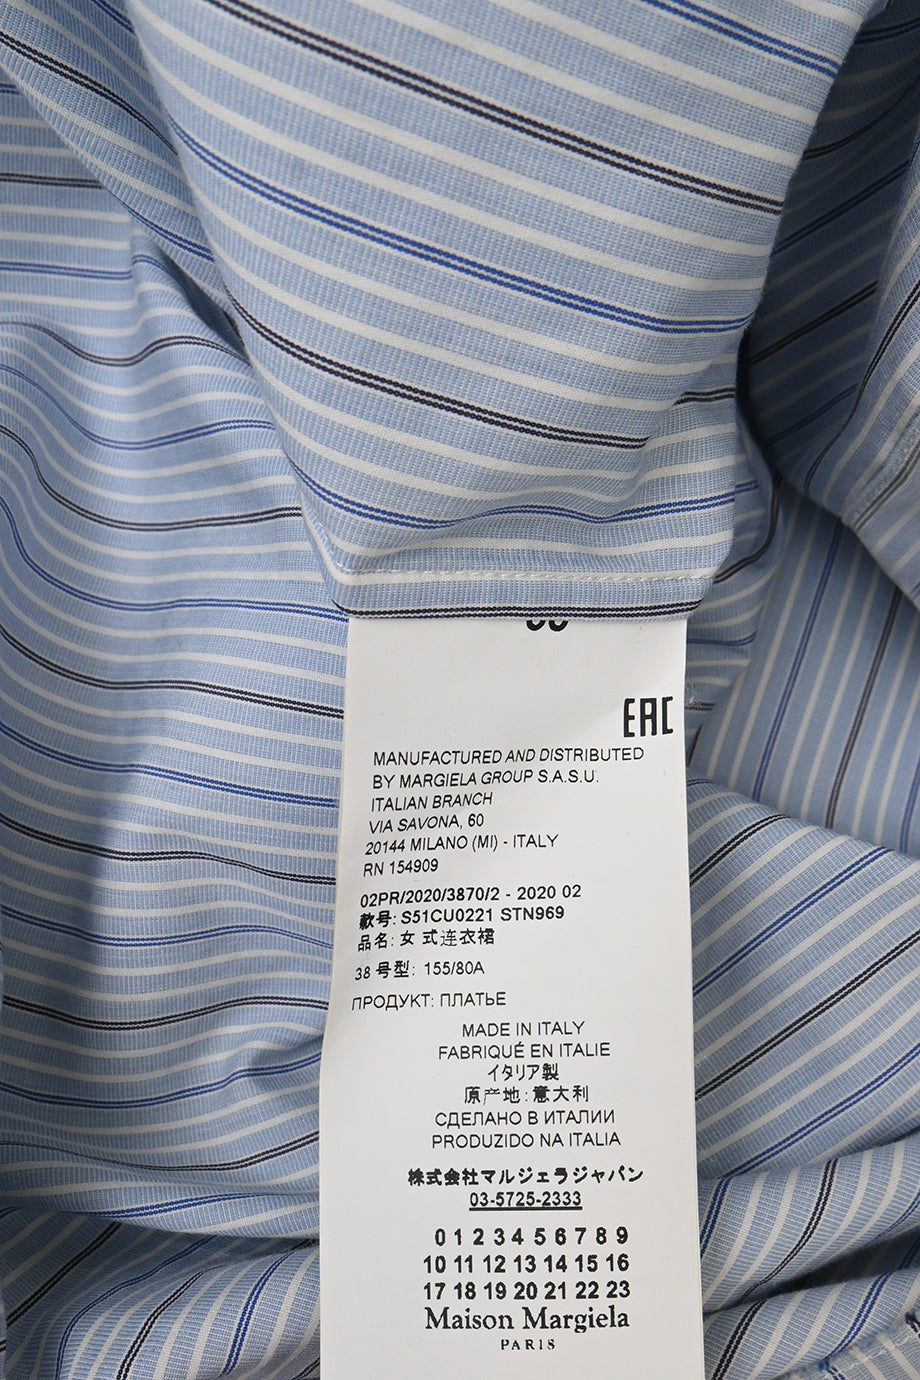 EAC
MANUFACTURED AND DISTRIBUTED
BY MARGIELA GROUP S.A.S.U.
ITALIAN BRANCH
VIA SAVONA, 60
20144 MILANO (MI) - ITALY
RN 154909
02PR/2020/3870/2 - 2020 02
款号: S51CU0221 STN969
品名: 女 式连衣裙
38 号型: 155/80A
ПРОДУКТ: ПЛАТЬЕ
MADE IN ITALY
FABRIQUÉ EN ITALIE
イタリア製
原产地: 意大利
СДЕЛАНО В ИТАЛИИ
PRODUZIDO NA ITALIA
株式会社マルジェラジャパン
03-5725-2333
0 1 2 3 4 5 6 7 8 9
10 11 12 13 14 15 16
17 18 19 20 21 22 23
Maison Margiela
PARIS